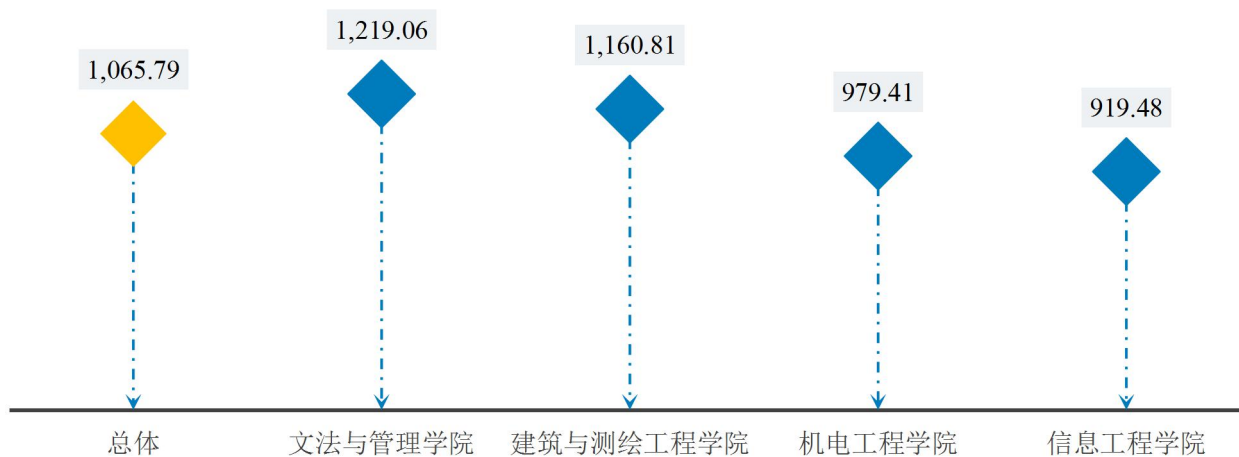 1,065.79
1,219.06
1,160.81
979.41
919.48
总体
文法与管理学院
建筑与测绘工程学院
机电工程学院
信息工程学院